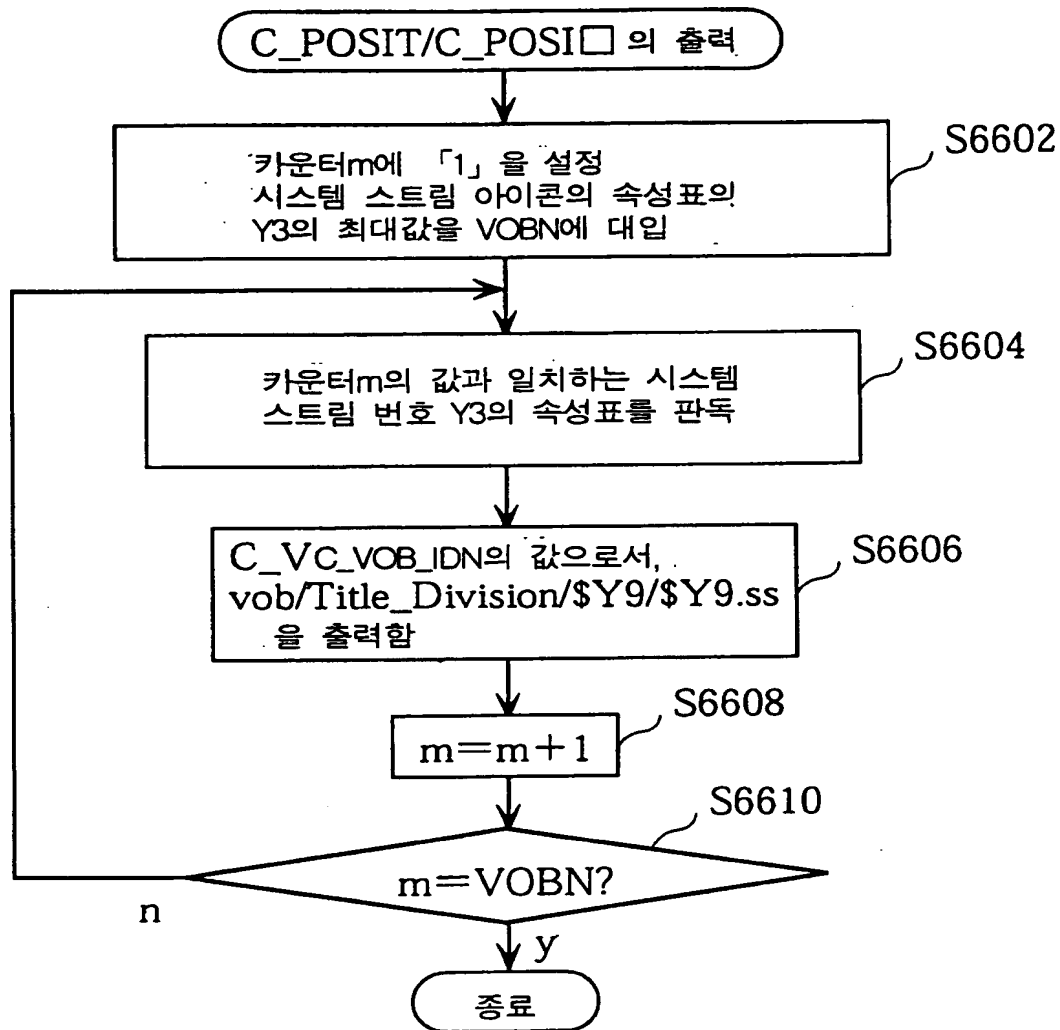 C_POSIT/C_POSI□ 의 출력
카운터m에 「1」을 설정
S6602
시스템 스트림 아이콘의 속성표의
Y3의 최대값을 VOBN에 대입
S6604
카운터m의 값과 일치하는 시스템
스트림 번호 Y3의 속성표를 판독
S6606
C_VC_VOB_IDN의 값으로서,
vob/Title_Division/$Y9/$Y9.ss
을 출력함
S6608
m=m+1
S6610
m=VOBN?
n
y
종료